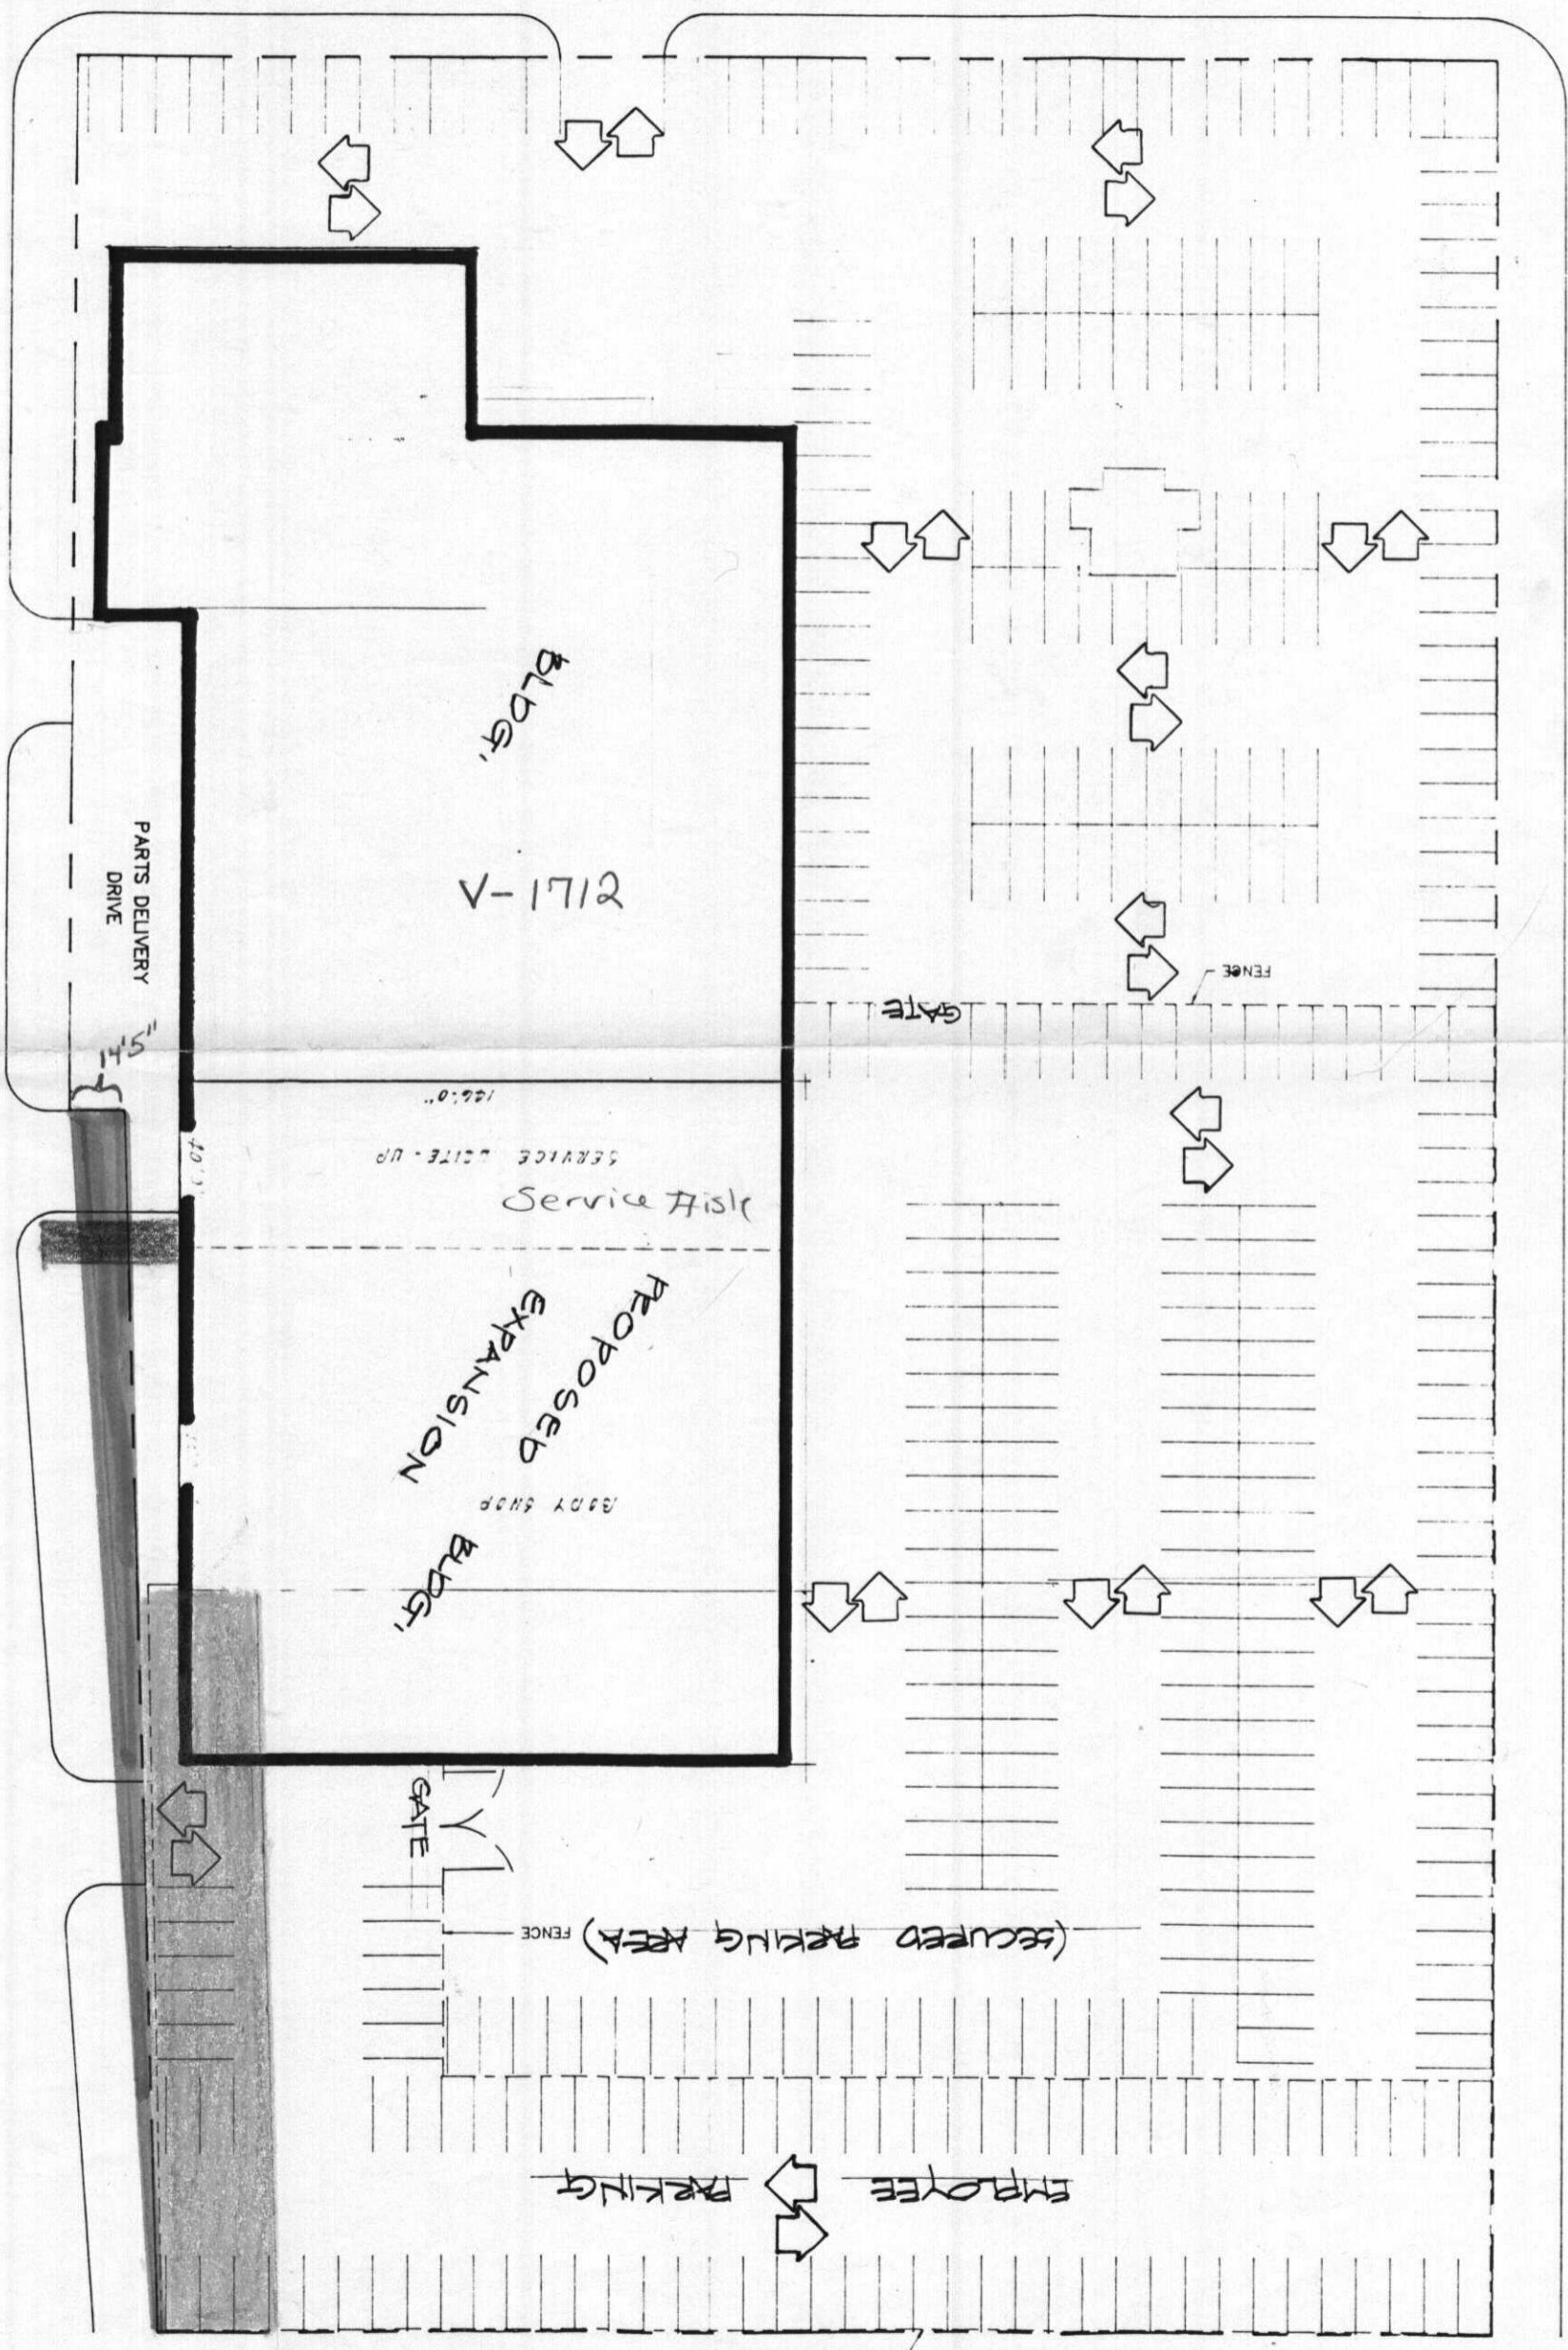 BLDG.
PARTS DELIVERY
DRIVE
V-1712
FENCE
GATE
14'5"
166'-0"
SERVICE WRITE-UP
Service Aisle
PROPOSED
EXPANSION
BLDG.
BODY SHOP
GATE
FENCE
(SECURED PARKING AREA)
EMPLOYEE PARKING